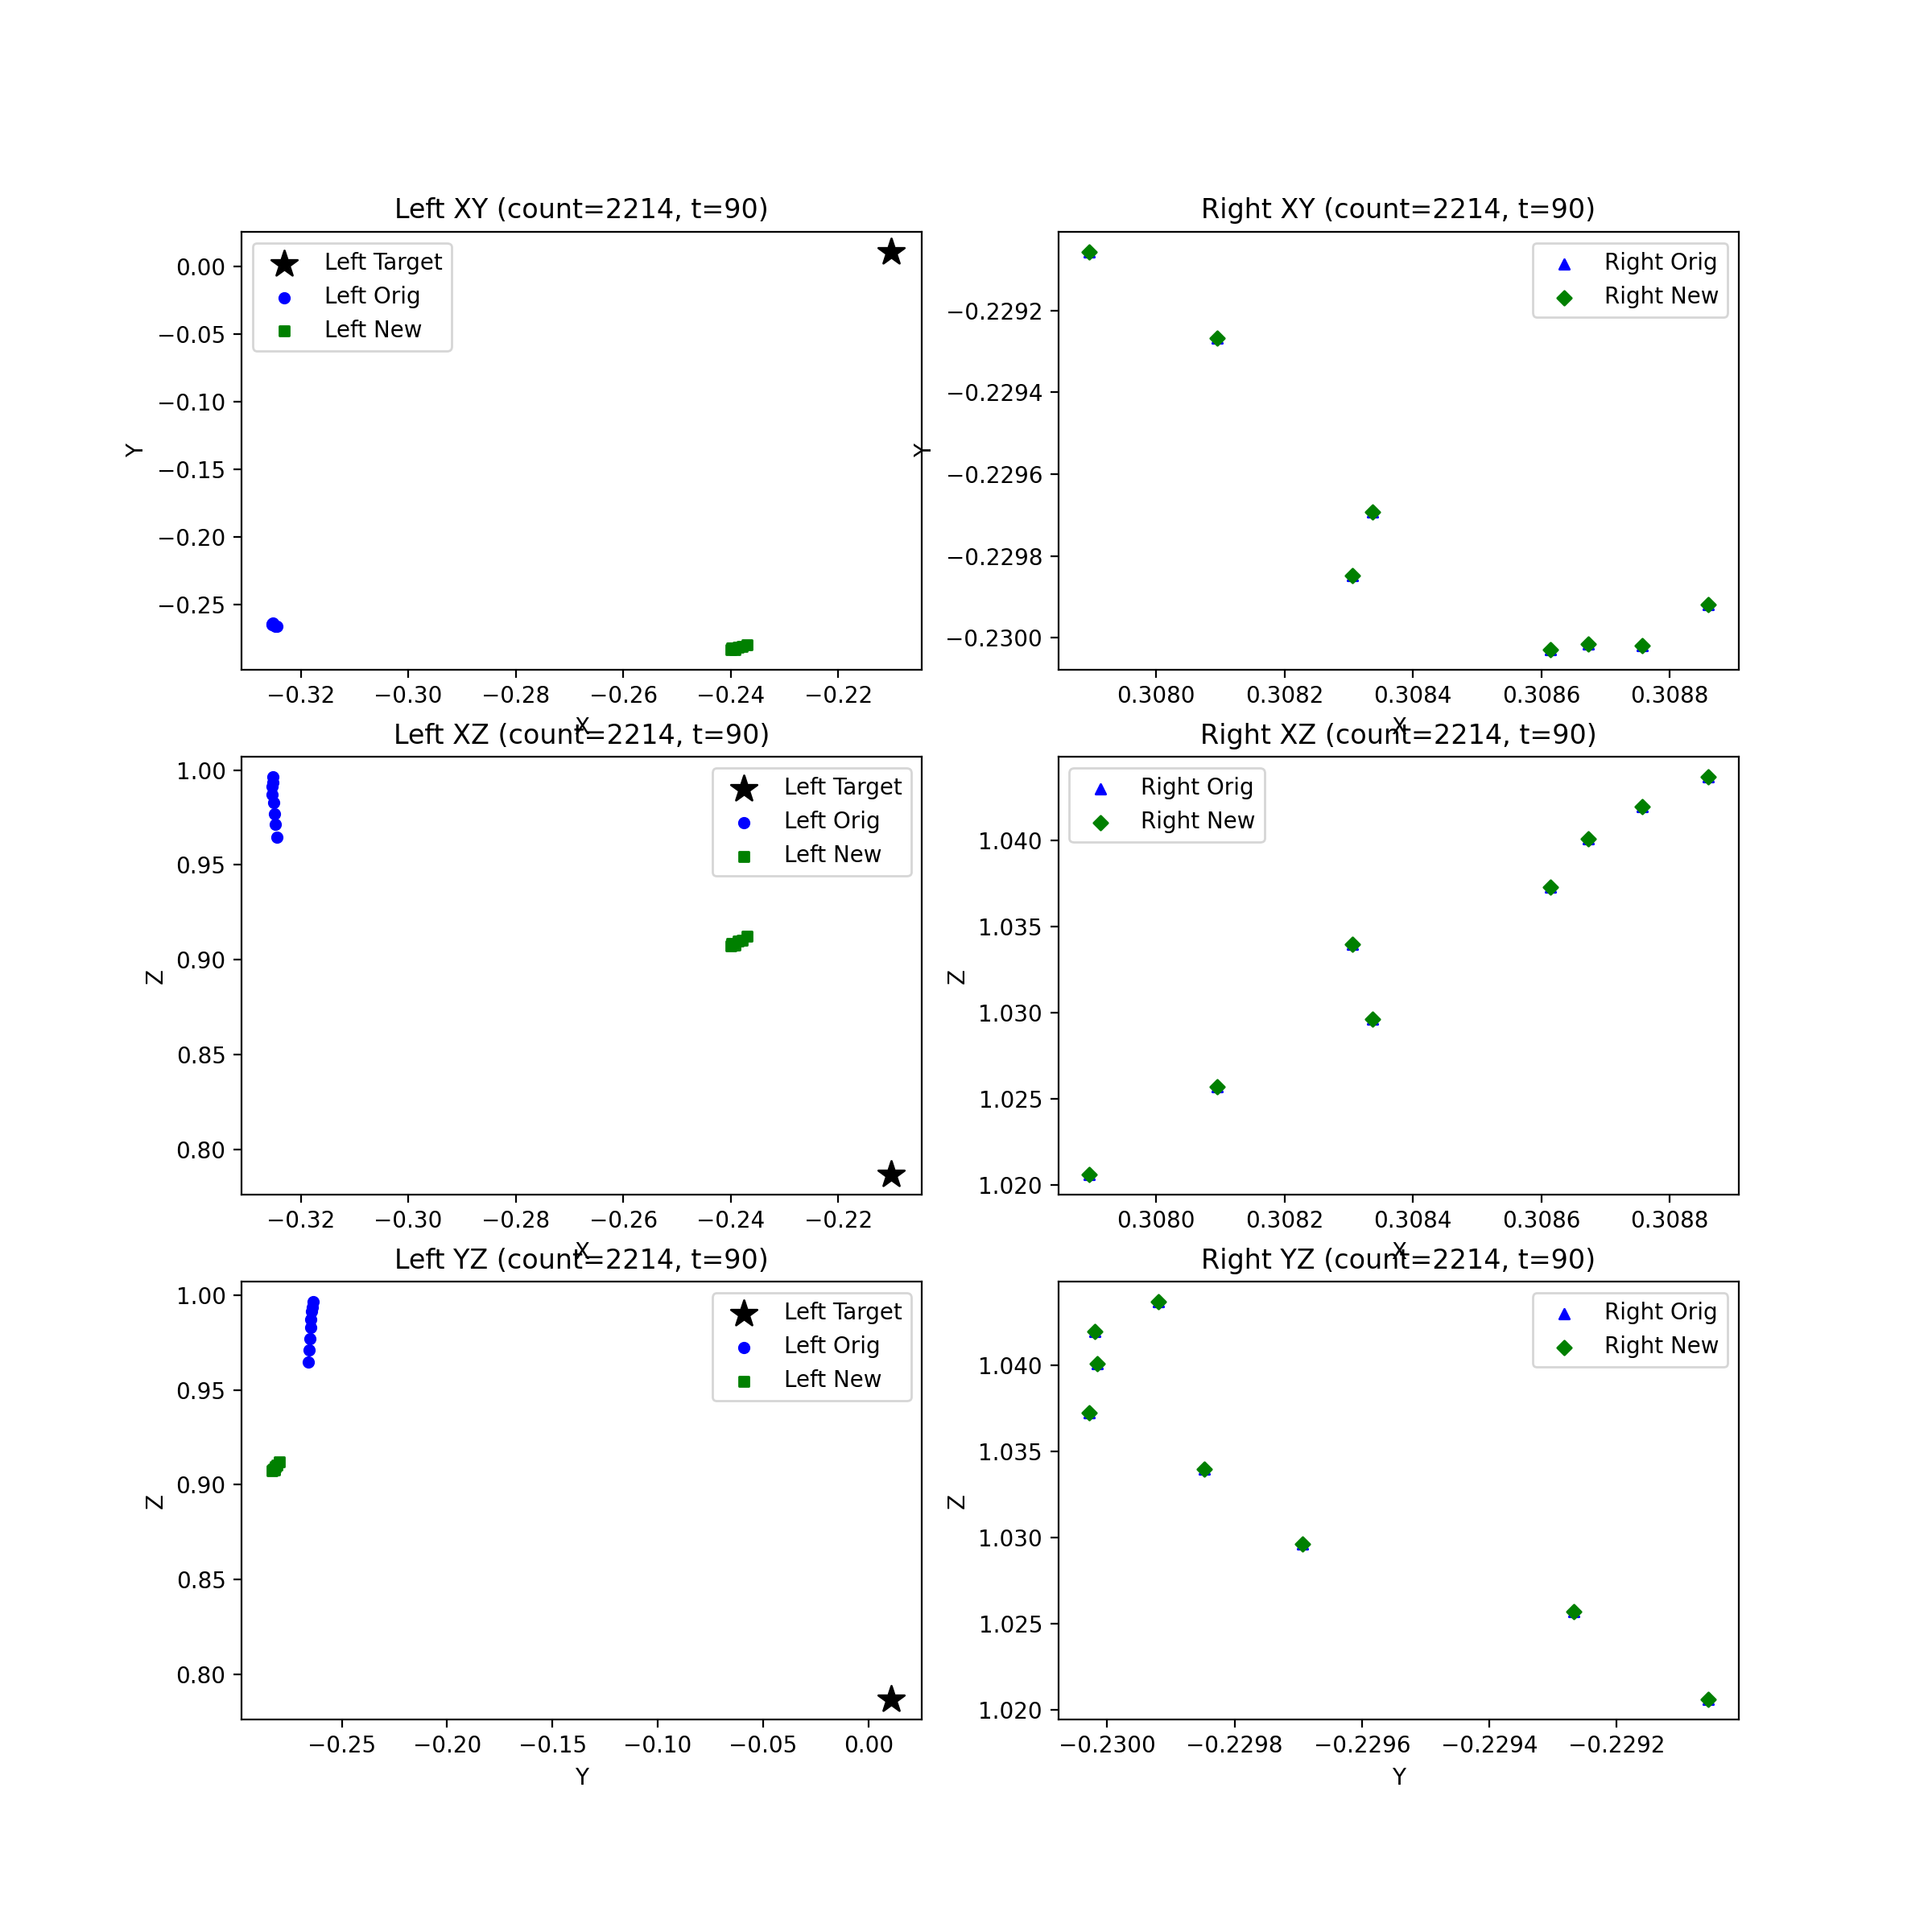 Left XY (count=2214, t=90)
Left Target
Left Orig
Left New
0.00
−0.05
−0.10
−0.15
−0.20
−0.25
Y
−0.32
−0.30
−0.28
−0.26
−0.24
−0.22
X
Right XY (count=2214, t=90)
Right Orig
Right New
−0.2292
−0.2294
−0.2296
−0.2298
−0.2300
Y
0.3080
0.3082
0.3084
0.3086
0.3088
X
Left XZ (count=2214, t=90)
Left Target
Left Orig
Left New
1.00
0.95
0.90
0.85
0.80
Z
−0.32
−0.30
−0.28
−0.26
−0.24
−0.22
X
Right XZ (count=2214, t=90)
Right Orig
Right New
1.040
1.035
1.030
1.025
1.020
Z
0.3080
0.3082
0.3084
0.3086
0.3088
X
Left YZ (count=2214, t=90)
Left Target
Left Orig
Left New
1.00
0.95
0.90
0.85
0.80
Z
−0.25
−0.20
−0.15
−0.10
−0.05
0.00
Y
Right YZ (count=2214, t=90)
Right Orig
Right New
1.040
1.035
1.030
1.025
1.020
Z
−0.2300
−0.2298
−0.2296
−0.2294
−0.2292
Y